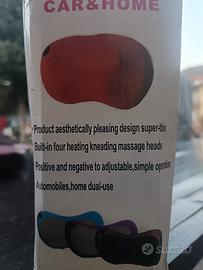 CAR&HOME
Product aesthetically pleasing design super-thin
Built-in four heating kneading massage heads
Positive and negative to adjustable,simple operation
Automobiles,home dual-use
SUBITO